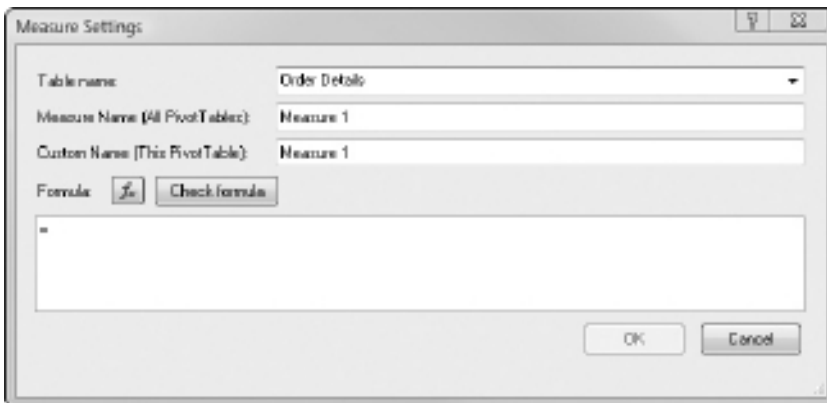 Measure Settings
?
Table name: Order Details
Measure Name (All PivotTables): Measure 1
Custom Name (This PivotTable): Measure 1
Formula: fx Check formula
=
OK Cancel